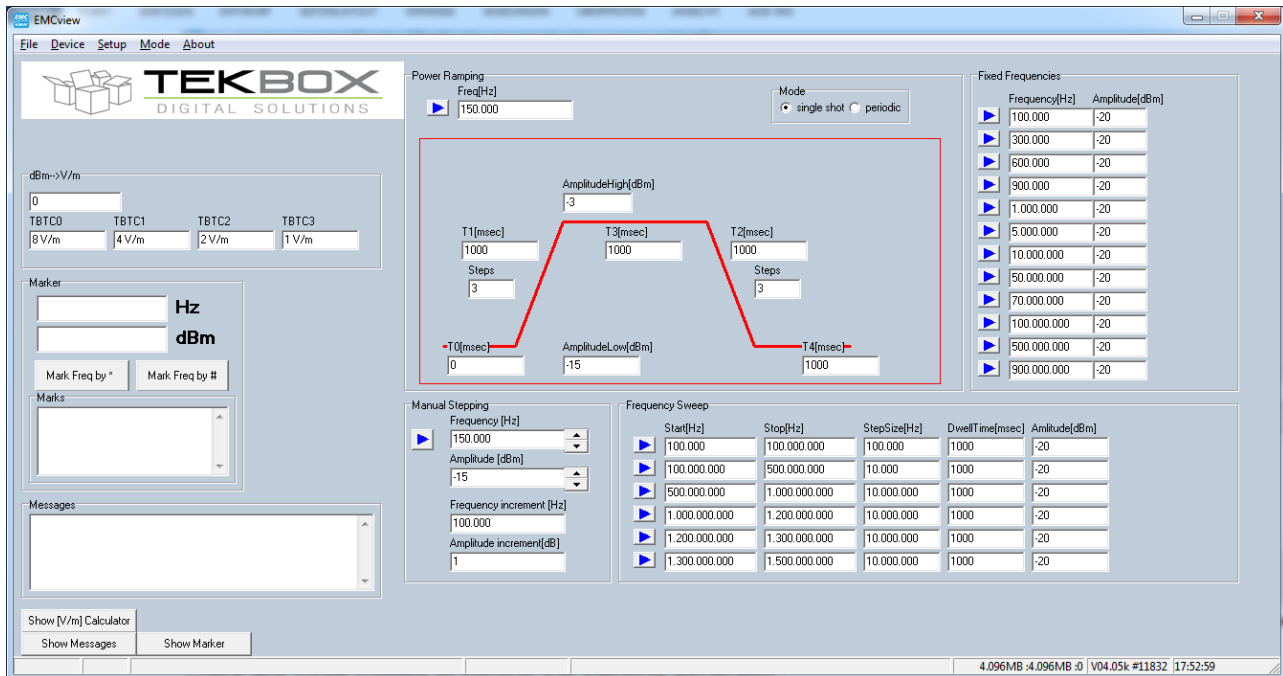 EMCview
File Device Setup Mode About
TEKBOX
DIGITAL SOLUTIONS
dBm-->V/m
0
TBTC0 TBTC1 TBTC2 TBTC3
8 V/m 4 V/m 2 V/m 1 V/m
Marker
Hz
dBm
Mark Freq by * Mark Freq by #
Marks
Messages
Show [V/m] Calculator
Show Messages Show Marker
Power Ramping
Freq[Hz]
150.000
Mode
single shot periodic
AmplitudeHigh[dBm]
-3
T1[msec] T3[msec] T2[msec]
1000 1000 1000
Steps Steps
3 3
T0[msec] AmplitudeLow[dBm] T4[msec]
0 -15 1000
Manual Stepping
Frequency [Hz]
150.000
Amplitude [dBm]
-15
Frequency increment [Hz]
100.000
Amplitude increment[dB]
1
Frequency Sweep
Start[Hz] Stop[Hz] StepSize[Hz] DwellTime[msec] Amlitude[dBm]
100.000 100.000.000 100.000 1000 -20
100.000.000 500.000.000 10.000 1000 -20
500.000.000 1.000.000.000 10.000.000 1000 -20
1.000.000.000 1.200.000.000 10.000.000 1000 -20
1.200.000.000 1.300.000.000 10.000.000 1000 -20
1.300.000.000 1.500.000.000 10.000.000 1000 -20
Fixed Frequencies
Frequency[Hz] Amplitude[dBm]
100.000 -20
300.000 -20
600.000 -20
900.000 -20
1.000.000 -20
5.000.000 -20
10.000.000 -20
50.000.000 -20
70.000.000 -20
100.000.000 -20
500.000.000 -20
900.000.000 -20
4.096MB :4.096MB :0 V04.05k #11832 17:52:59